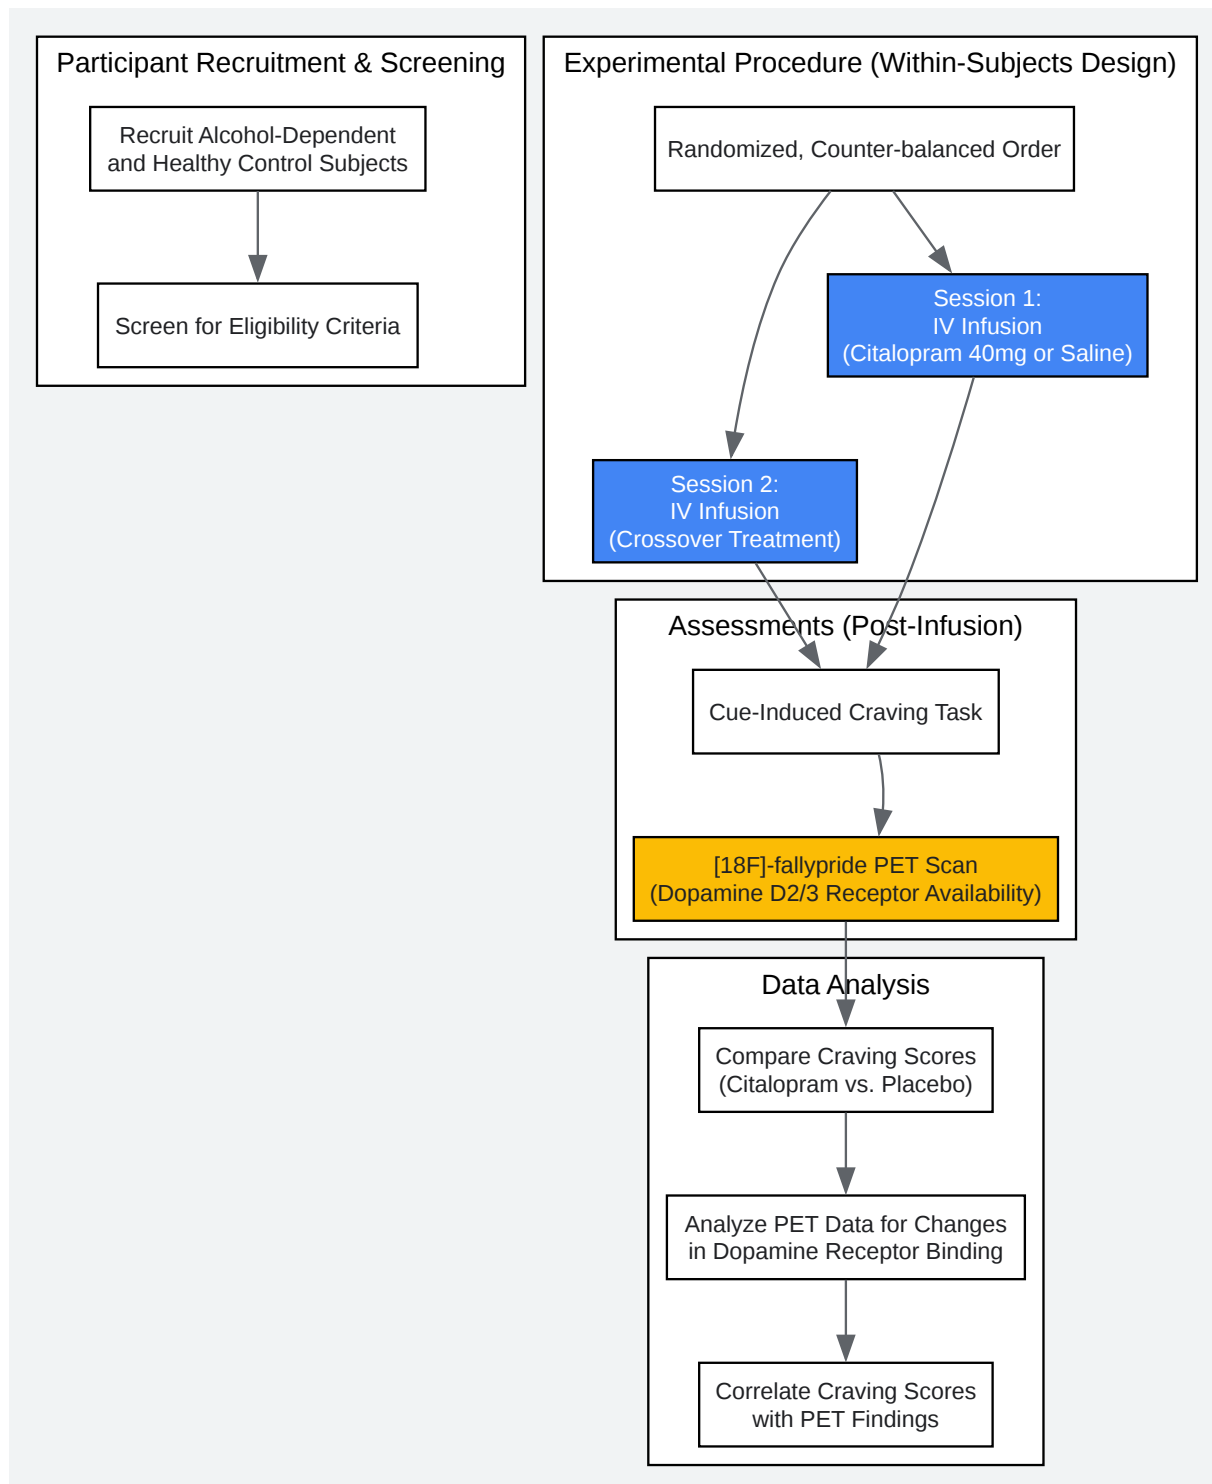 Participant Recruitment & Screening
Recruit Alcohol-Dependent
and Healthy Control Subjects
Screen for Eligibility Criteria
Experimental Procedure (Within-Subjects Design)
Randomized, Counter-balanced Order
Session 1:
IV Infusion
(Citalopram 40mg or Saline)
Session 2:
IV Infusion
(Crossover Treatment)
Assessments (Post-Infusion)
Cue-Induced Craving Task
[18F]-fallypride PET Scan
(Dopamine D2/3 Receptor Availability)
Data Analysis
Compare Craving Scores
(Citalopram vs. Placebo)
Analyze PET Data for Changes
in Dopamine Receptor Binding
Correlate Craving Scores
with PET Findings